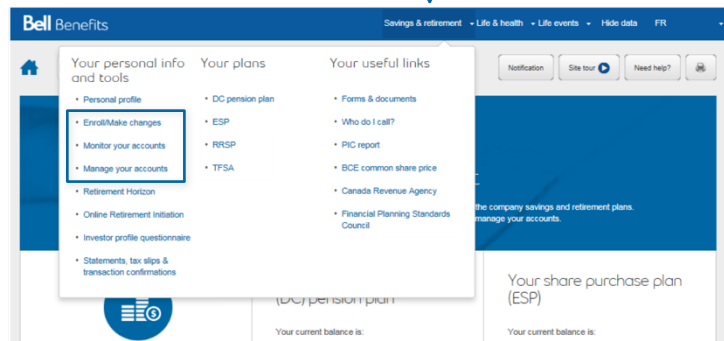 Bell Benefits
Savings & retirement Life & health Life events Hide data FR
Notification
Site tour
Need help?
Your personal info
and tools
• Personal profile
• Enroll/Make changes
• Monitor your accounts
• Manage your accounts
• Retirement Horizon
• Online Retirement Initiation
• Investor profile questionnaire
• Statements, tax slips &
transaction confirmations
Your plans
• DC pension plan
• ESP
• RRSP
• TFSA
Your useful links
• Forms & documents
• Who do I call?
• PIC report
• BCE common share price
• Canada Revenue Agency
• Financial Planning Standards
Council
the company savings and retirement plans.
manage your accounts.
(DC) pension plan
Your current balance is:
Your share purchase plan
(ESP)
Your current balance is: